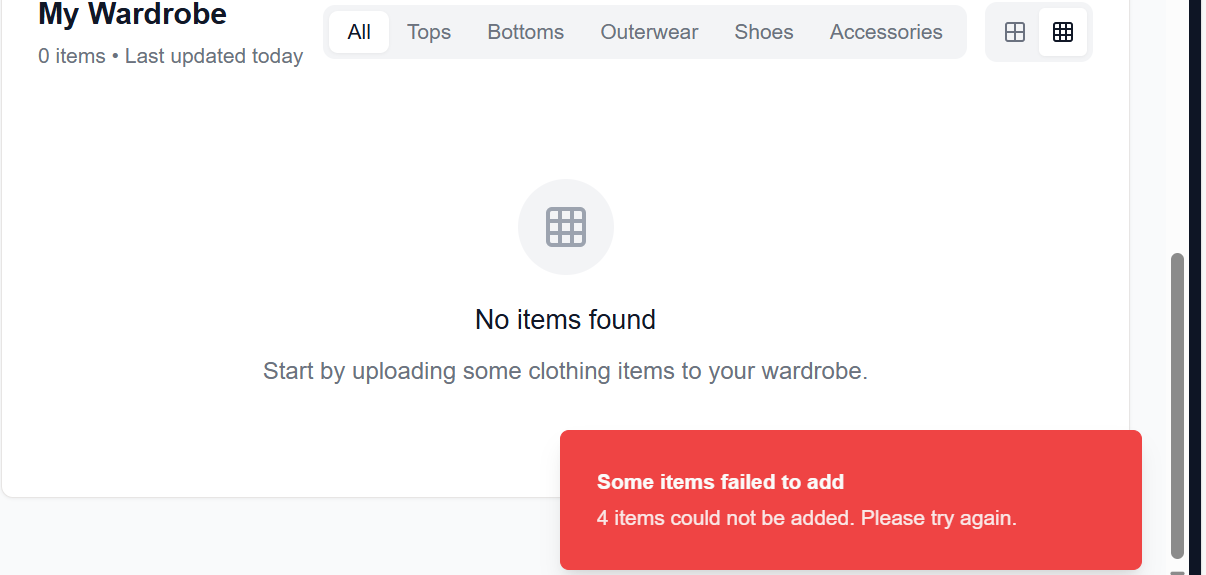 My Wardrobe
0 items • Last updated today
All Tops Bottoms Outerwear Shoes Accessories
No items found
Start by uploading some clothing items to your wardrobe.
Some items failed to add
4 items could not be added. Please try again.